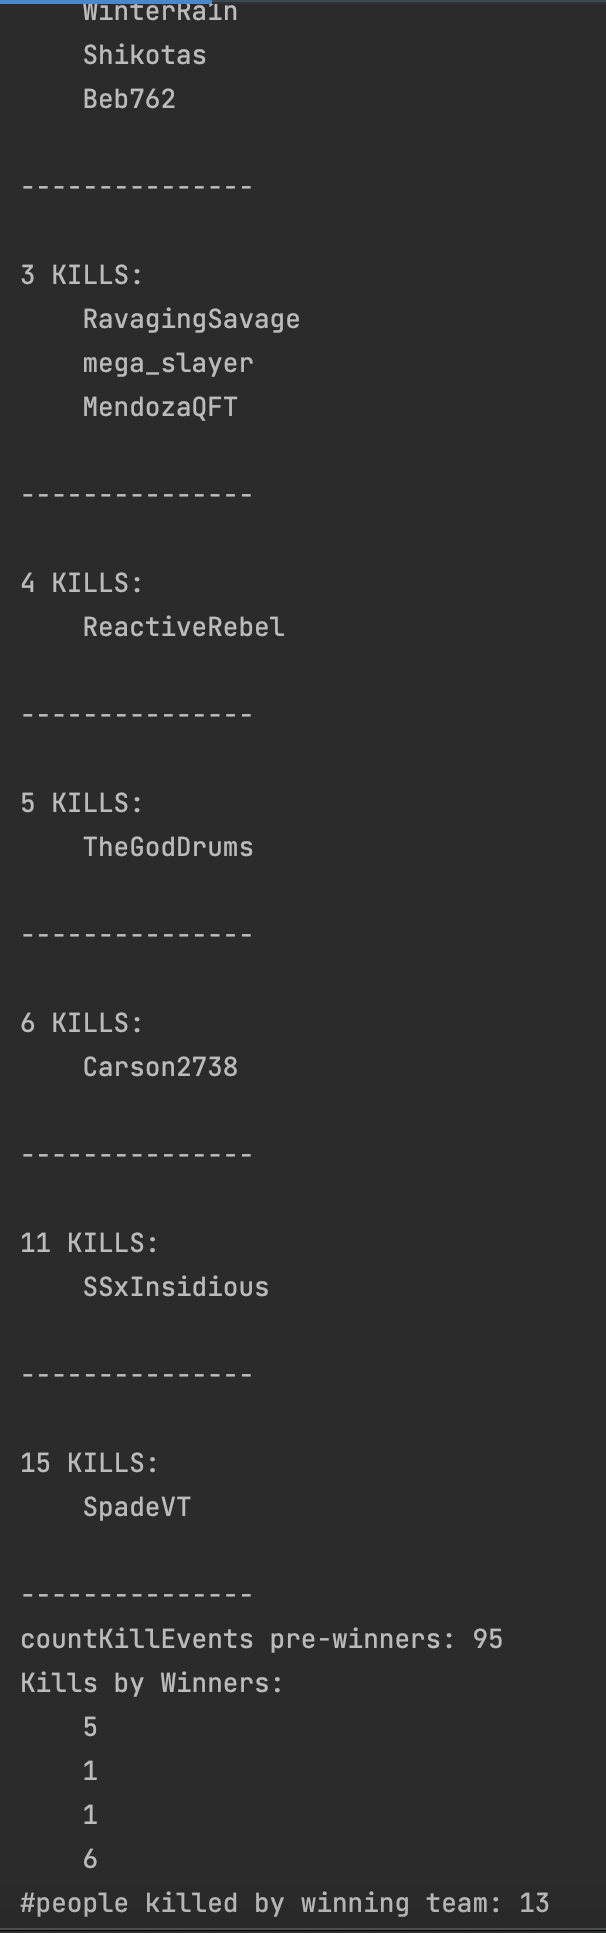 WinterRa1n
Shikotas
Beb762
---------------
3 KILLS:
RavagingSavage
mega_slayer
MendozaQFT
---------------
4 KILLS:
ReactiveRebel
---------------
5 KILLS:
TheGodDrums
---------------
6 KILLS:
Carson2738
---------------
11 KILLS:
SSxInsidious
---------------
15 KILLS:
SpadeVT
---------------
countKillEvents pre-winners: 95
Kills by Winners:
5
1
1
6
#people killed by winning team: 13